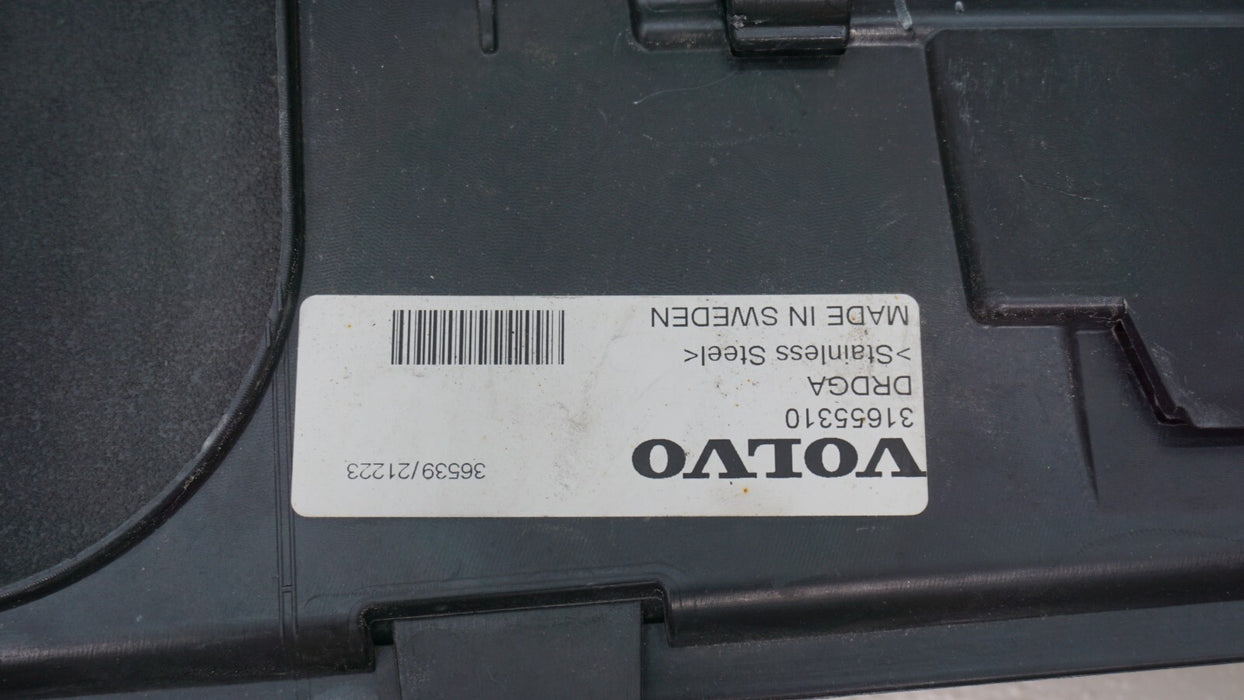 VOLVO
36539/21223
31655310
DRDGA
>Stainless Steel<
MADE IN SWEDEN